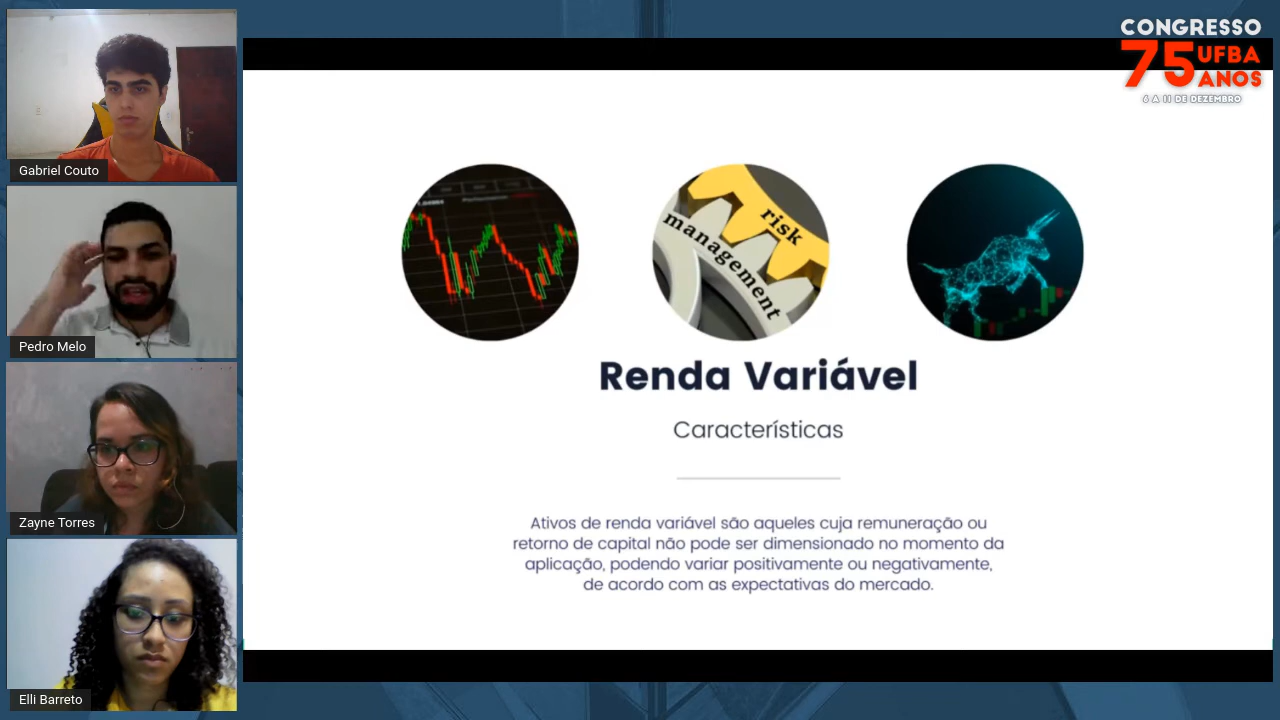 CONGRESSO
75 UFBA
ANOS
6 A 11 DE DEZEMBRO
Gabriel Couto
Pedro Melo
Zayne Torres
Elli Barreto
risk
management
Renda Variável
Características
Ativos de renda variável são aqueles cuja remuneração ou
retorno de capital não pode ser dimensionado no momento da
aplicação, podendo variar positivamente ou negativamente,
de acordo com as expectativas do mercado.